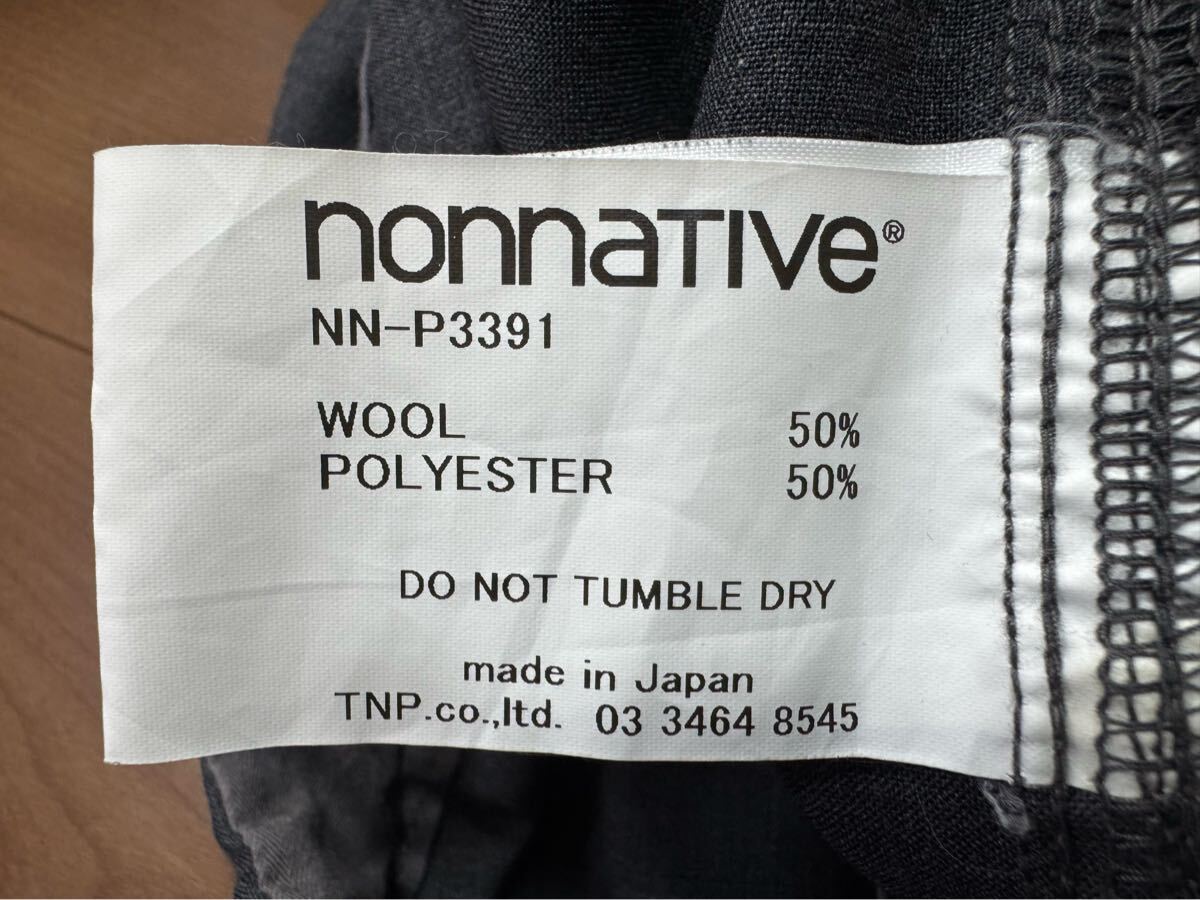 nonnaTIVe®
NN-P3391
WOOL 50%
POLYESTER 50%
DO NOT TUMBLE DRY
made in Japan
TNP.co.,ltd. 03 3464 8545